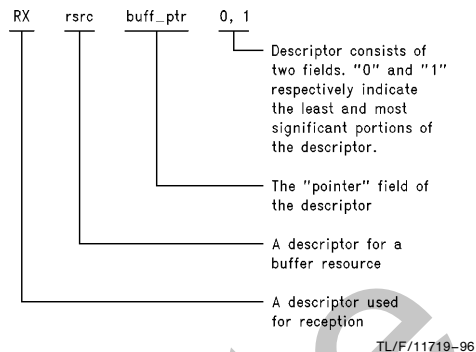 RX rsrc buff_ptr 0, 1
Descriptor consists of
two fields. "0" and "1"
respectively indicate
the least and most
significant portions of
the descriptor.
The "pointer" field of
the descriptor
A descriptor for a
buffer resource
A descriptor used
for reception
TL/F/11719–96